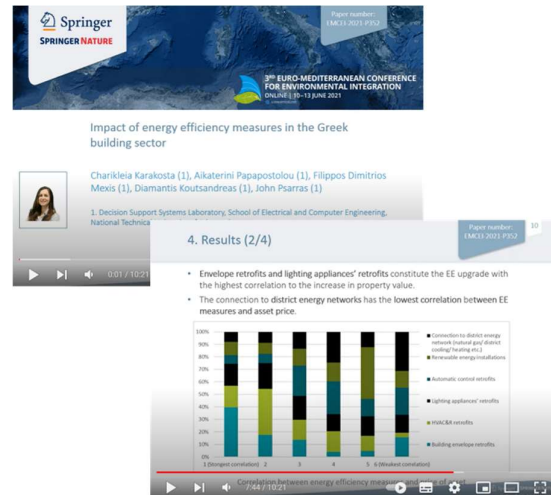 Springer
SPRINGER NATURE
Paper number:
EMCEI-2021-P352
3RD EURO-MEDITERRANEAN CONFERENCE
FOR ENVIRONMENTAL INTEGRATION
ONLINE | 10–13 JUNE 2021
Impact of energy efficiency measures in the Greek
building sector
Charikleia Karakosta (1), Aikaterini Papapostolou (1), Filippos Dimitrios
Mexis (1), Diamantis Koutsandreas (1), John Psarras (1)
1. Decision Support Systems Laboratory, School of Electrical and Computer Engineering,
National Technical
0:01 / 10:21
Paper number:
EMCEI-2021-P352
10
4. Results (2/4)
• Envelope retrofits and lighting appliances' retrofits constitute the EE upgrade with
the highest correlation to the increase in property value.
• The connection to district energy networks has the lowest correlation between EE
measures and asset price.
100%
90%
80%
70%
60%
50%
40%
30%
20%
10%
0%
1 (Strongest correlation) 2 3 4 5 6 (Weakest correlation)
Connection to district energy
network (natural gas/ district
cooling/ heating etc.)
Renewable energy installations
Automatic control retrofits
Lighting appliances' retrofits
HVAC&R retrofits
Building envelope retrofits
Correlation between energy efficiency measures and price of asset
7:44 / 10:21